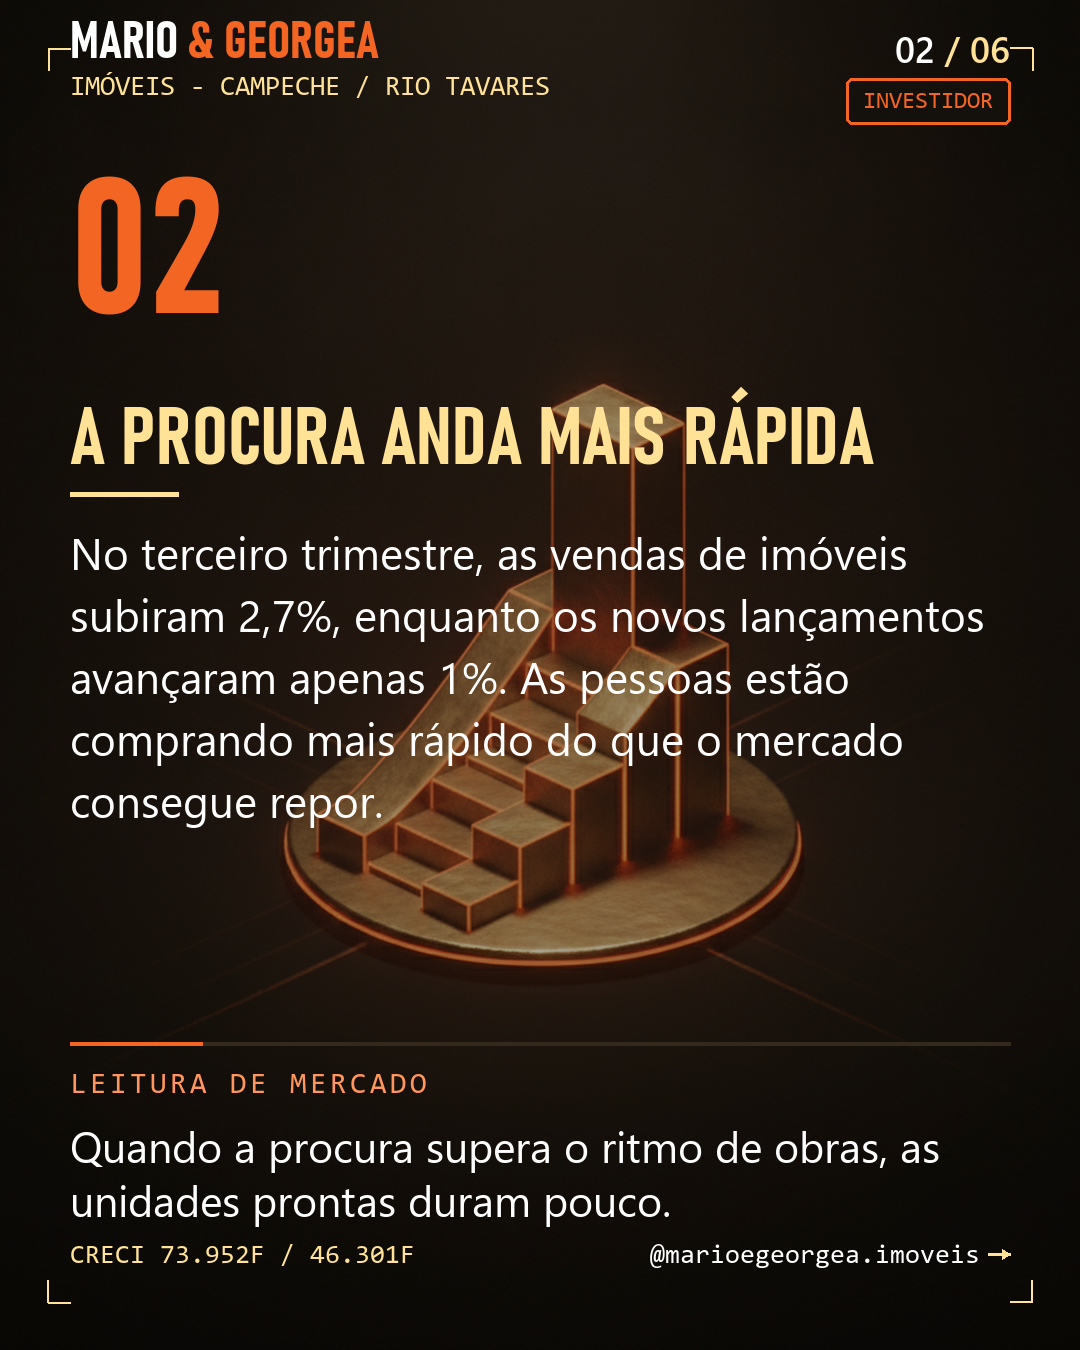 MARIO & GEORGEA
IMÓVEIS - CAMPECHE / RIO TAVARES
02 / 06
INVESTIDOR
02
A PROCURA ANDA MAIS RÁPIDA
No terceiro trimestre, as vendas de imóveis
subiram 2,7%, enquanto os novos lançamentos
avançaram apenas 1%. As pessoas estão
comprando mais rápido do que o mercado
consegue repor.
LEITURA DE MERCADO
Quando a procura supera o ritmo de obras, as
unidades prontas duram pouco.
CRECI 73.952F / 46.301F
@marioegeorgea.imoveis